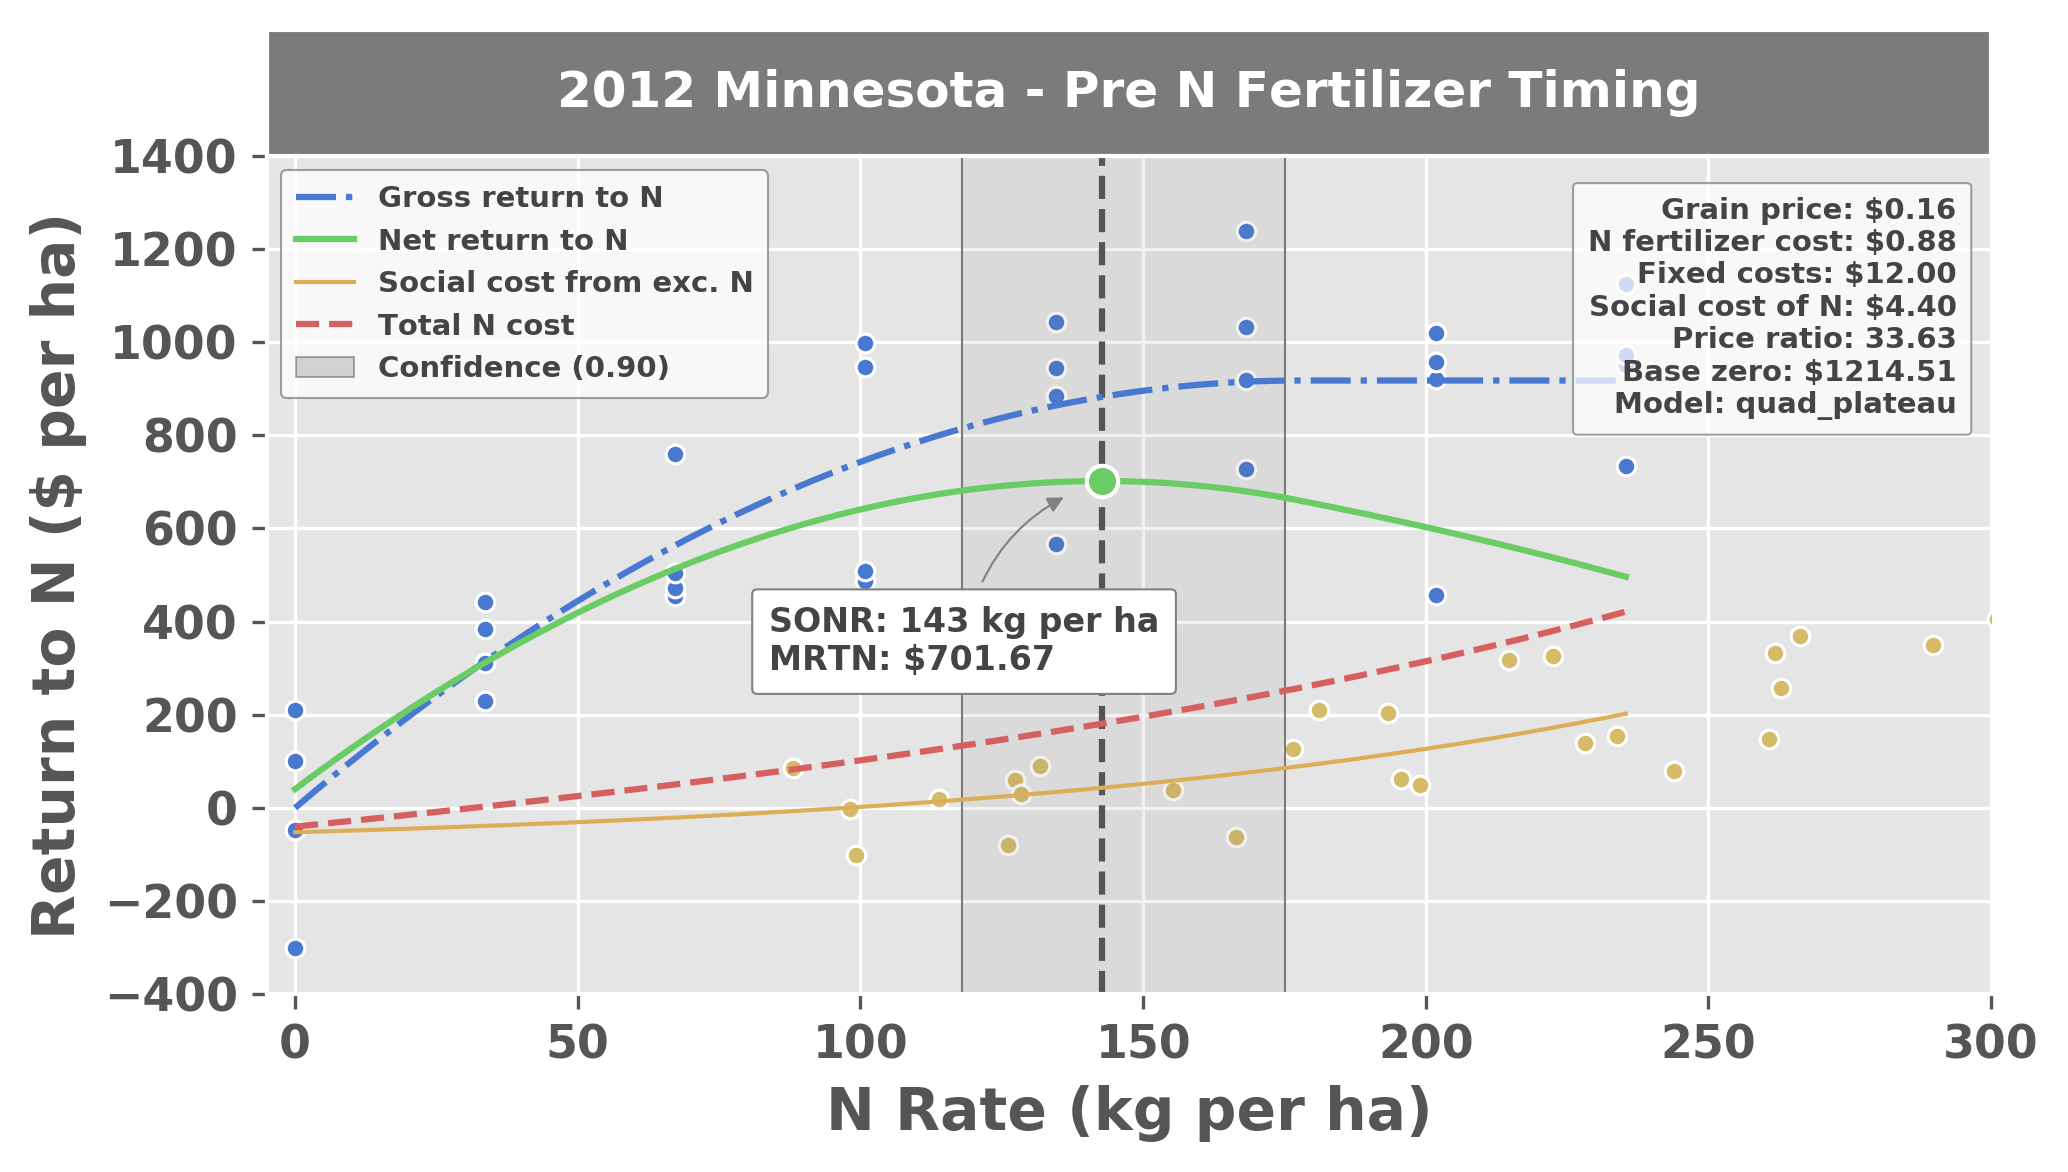 2012 Minnesota - Pre N Fertilizer Timing
Return to N ($ per ha)
1400
1200
1000
800
600
400
200
0
−200
−400
Gross return to N
Net return to N
Social cost from exc. N
Total N cost
Confidence (0.90)
Grain price: $0.16
N fertilizer cost: $0.88
Fixed costs: $12.00
Social cost of N: $4.40
Price ratio: 33.63
Base zero: $1214.51
Model: quad_plateau
SONR: 143 kg per ha
MRTN: $701.67
0 50 100 150 200 250 300
N Rate (kg per ha)